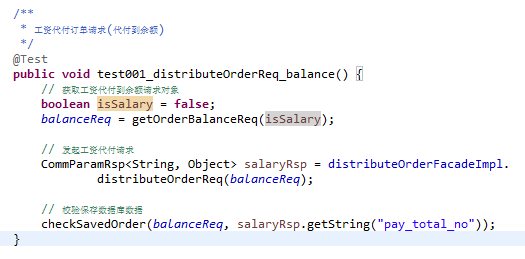 /**
 * 工资代付订单请求(代付到余额)
 */
@Test
public void test001_distributeOrderReq_balance() {
    // 获取工资代付到余额请求对象
    boolean isSalary = false;
    balanceReq = getOrderBalanceReq(isSalary);
    // 发起工资代付请求
    CommParamRsp<String, Object> salaryRsp = distributeOrderFacadeImpl.
            distributeOrderReq(balanceReq);
    // 校验保存数据库数据
    checkSavedOrder(balanceReq, salaryRsp.getString("pay_total_no"));
}